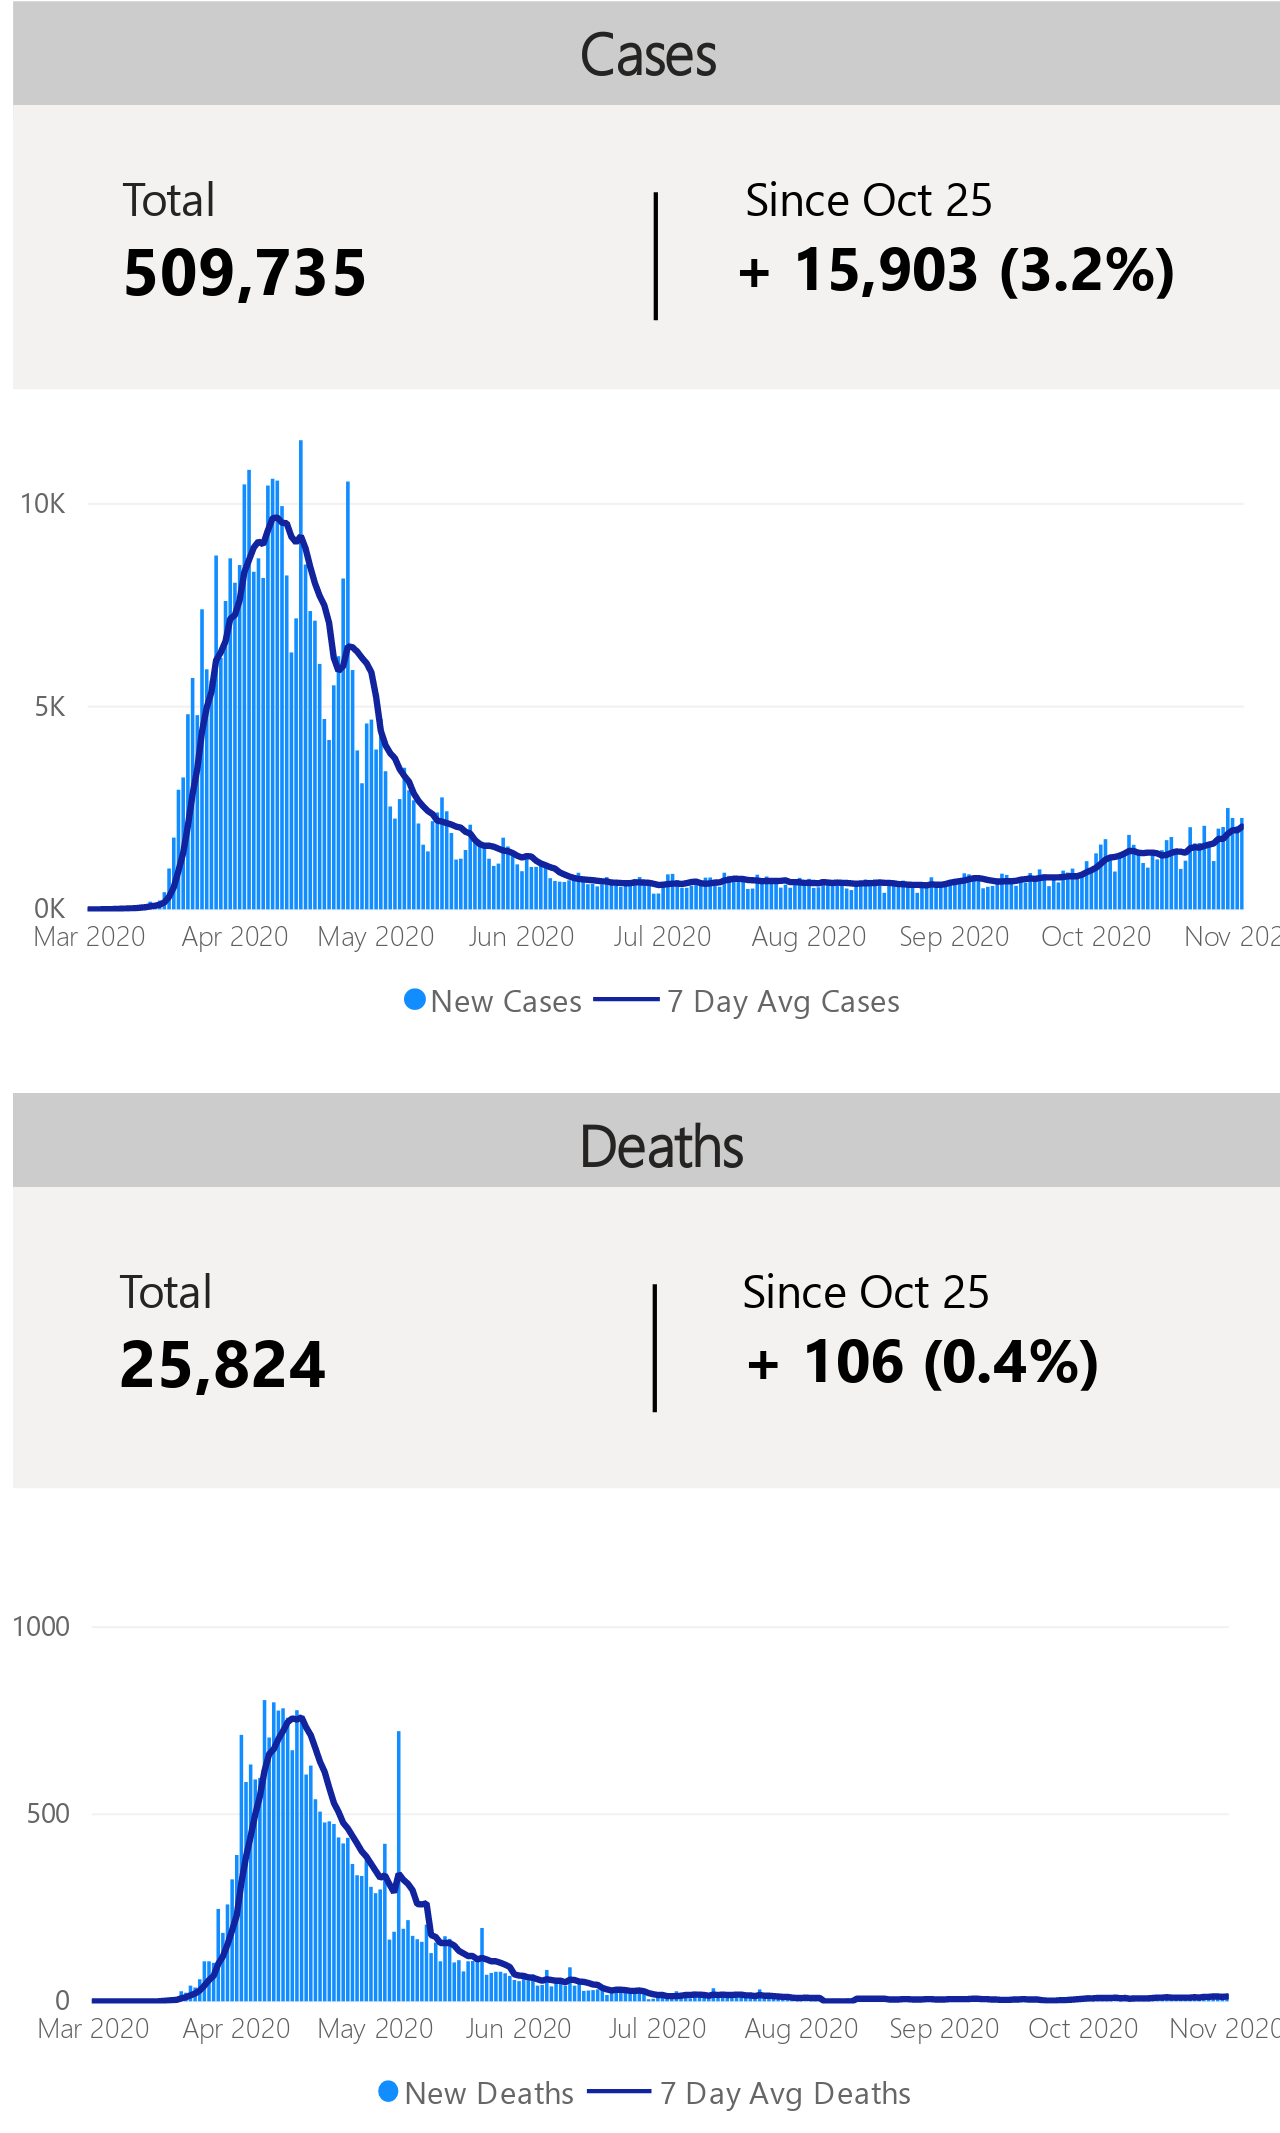 Cases
Total
Since Oct 25
509,735
+ 15,903 (3.2%)
10K
5K
0K
Mar 2020 Apr 2020 May 2020 Jun 2020 Jul 2020 Aug 2020 Sep 2020 Oct 2020 Nov 202
New Cases 7 Day Avg Cases
Deaths
Total
Since Oct 25
25,824
+ 106 (0.4%)
1000
500
0
Mar 2020 Apr 2020 May 2020 Jun 2020 Jul 2020 Aug 2020 Sep 2020 Oct 2020 Nov 2020
New Deaths 7 Day Avg Deaths